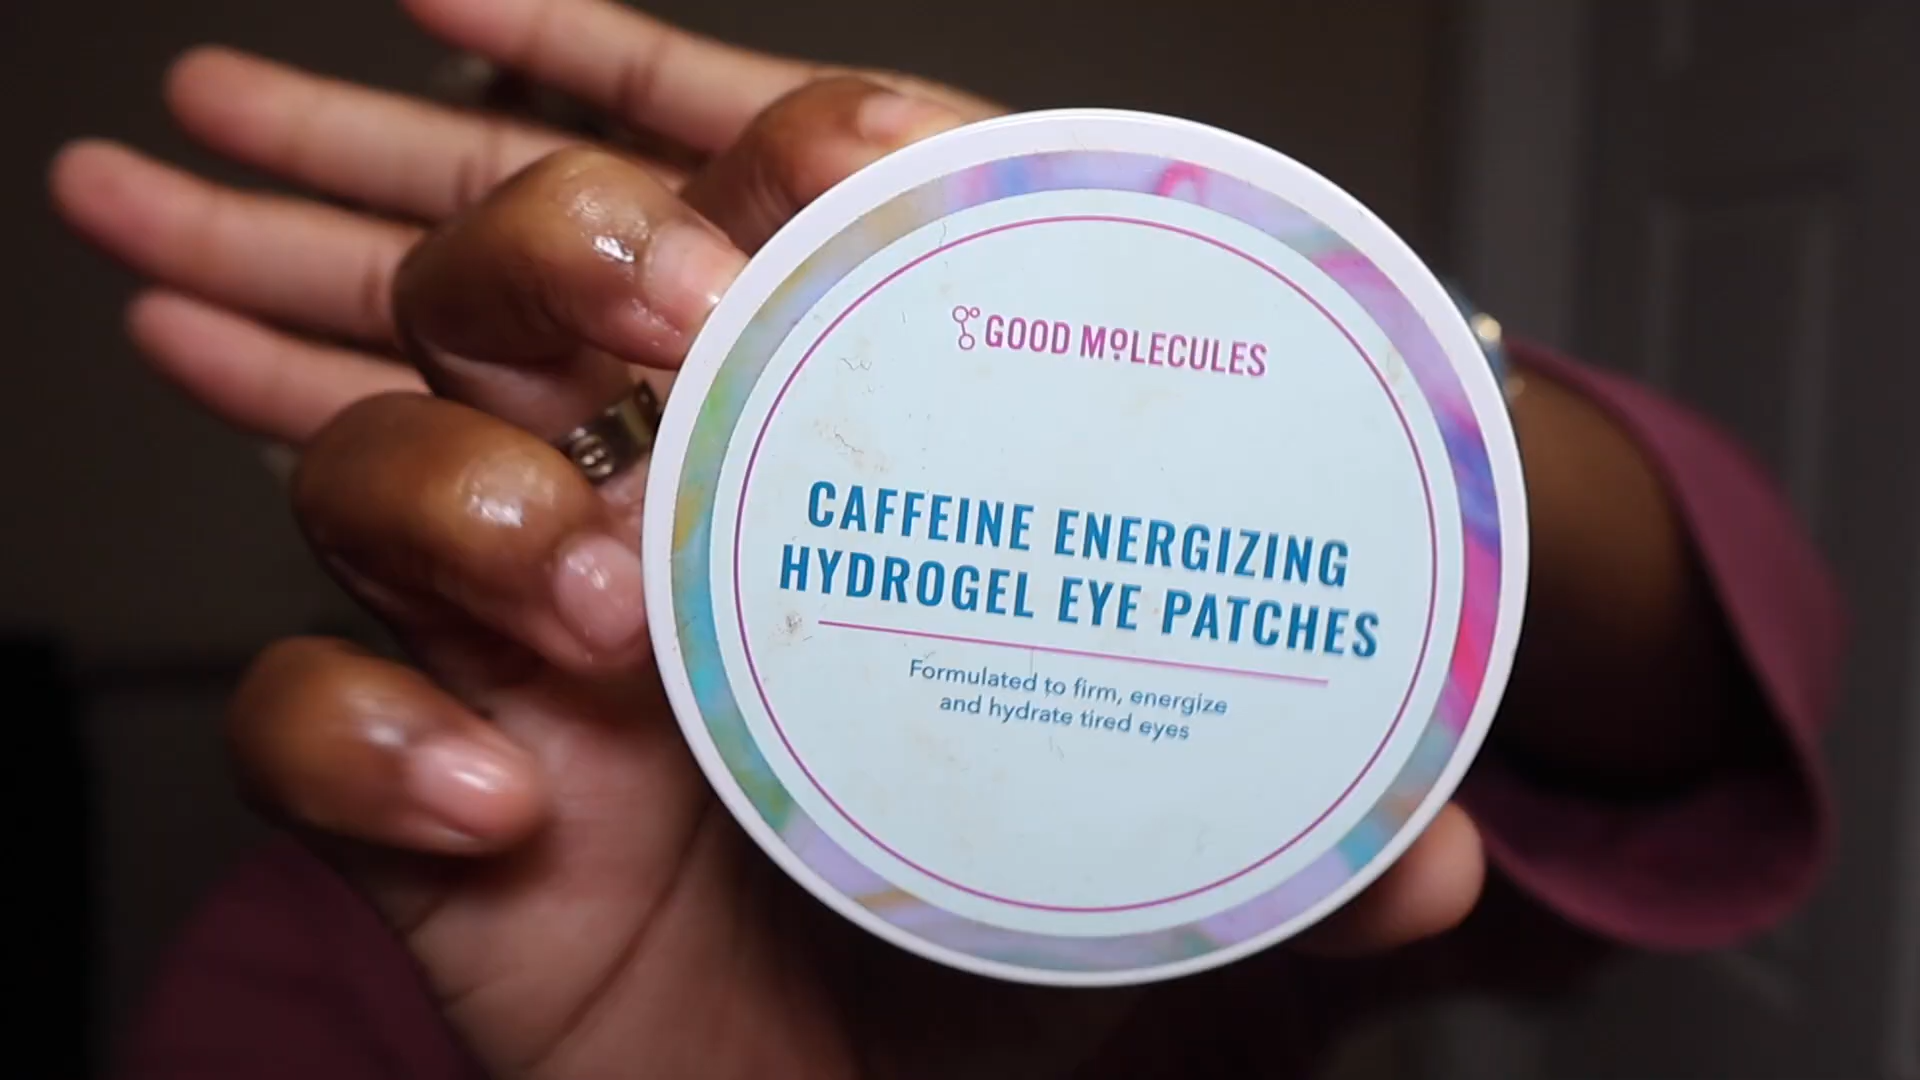 GOOD MOLECULES
CAFFEINE ENERGIZING
HYDROGEL EYE PATCHES
Formulated to firm, energize
and hydrate tired eyes